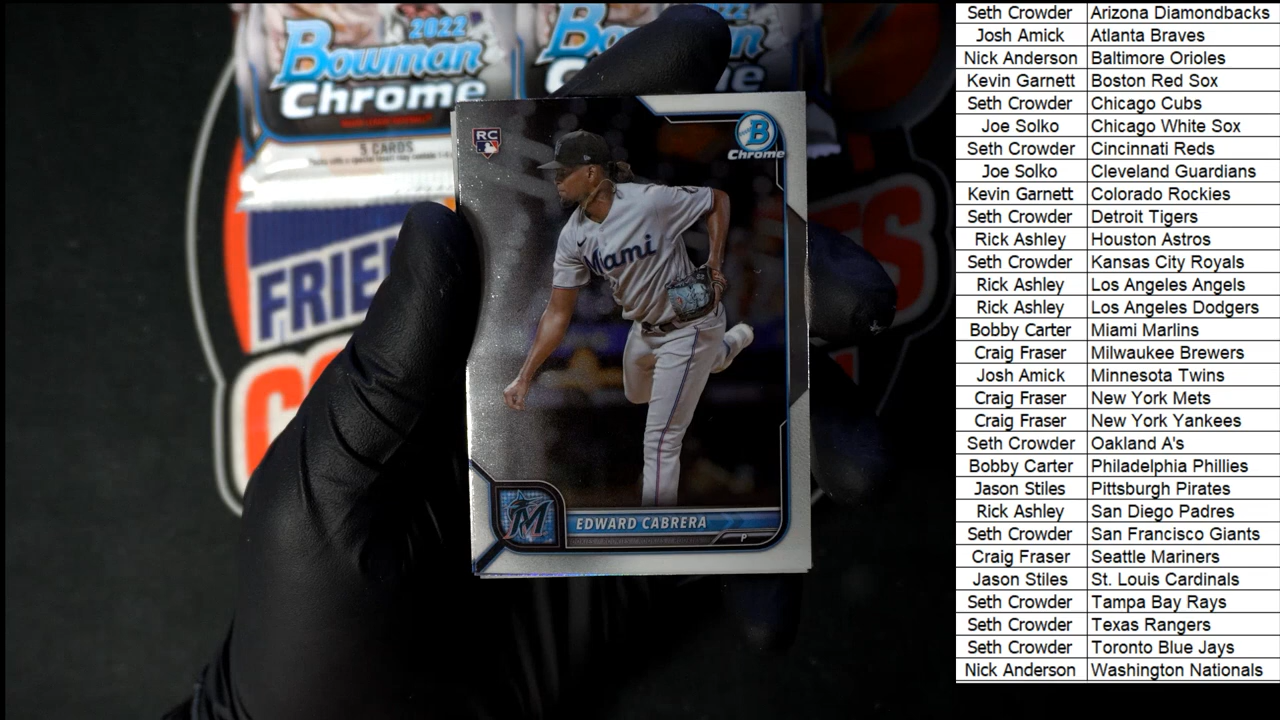 2022
Bowman
Chrome
5 CARDS
FRIE
RC
B
Chrome
Miami
M
EDWARD CABRERA
P
Seth Crowder Arizona Diamondbacks
Josh Amick Atlanta Braves
Nick Anderson Baltimore Orioles
Kevin Garnett Boston Red Sox
Seth Crowder Chicago Cubs
Joe Solko Chicago White Sox
Seth Crowder Cincinnati Reds
Joe Solko Cleveland Guardians
Kevin Garnett Colorado Rockies
Seth Crowder Detroit Tigers
Rick Ashley Houston Astros
Seth Crowder Kansas City Royals
Rick Ashley Los Angeles Angels
Rick Ashley Los Angeles Dodgers
Bobby Carter Miami Marlins
Craig Fraser Milwaukee Brewers
Josh Amick Minnesota Twins
Craig Fraser New York Mets
Craig Fraser New York Yankees
Seth Crowder Oakland A's
Bobby Carter Philadelphia Phillies
Jason Stiles Pittsburgh Pirates
Rick Ashley San Diego Padres
Seth Crowder San Francisco Giants
Craig Fraser Seattle Mariners
Jason Stiles St. Louis Cardinals
Seth Crowder Tampa Bay Rays
Seth Crowder Texas Rangers
Seth Crowder Toronto Blue Jays
Nick Anderson Washington Nationals